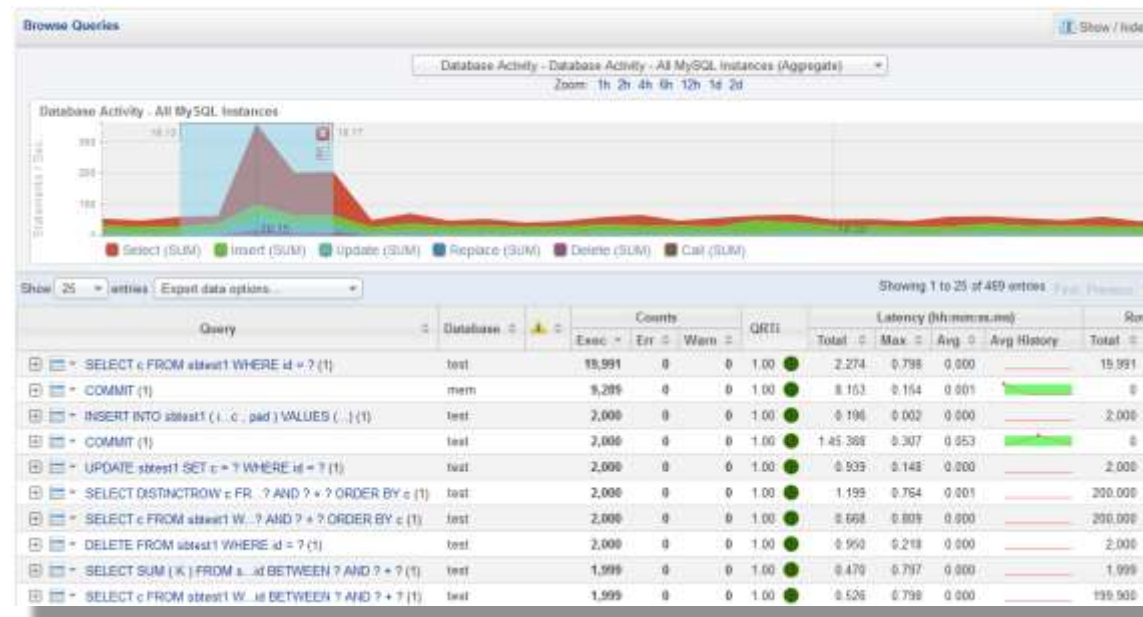 Browse Queries
Show / hide
Database Activity - Database Activity - All MySQL Instances (Aggregate)
Zoom: 1h 2h 4h 6h 12h 1d 2d
Database Activity - All MySQL Instances
18:17
Statements / Sec.
200
100
0
Select (SUM) Insert (SUM) Update (SUM) Replace (SUM) Delete (SUM) Call (SUM)
Show 25 entries Export data options... Showing 1 to 25 of 469 entries First Previous
Query Database Counts QRTi Latency (hh:mm:ss.ms)
Exec Err Warn Total Max Avg Avg History Total
SELECT c FROM sbtest1 WHERE id = ? (1) test 19,991 0 0 1.00 2.274 0.798 0.000 19,991
COMMIT (1) mem 9,209 0 0 1.00 8.153 0.154 0.001 0
INSERT INTO sbtest1 ( i...c , pad ) VALUES (...) (1) test 2,000 0 0 1.00 0.196 0.002 0.000 2,000
COMMIT (1) test 2,000 0 0 1.00 1:45.388 0.307 0.053 0
UPDATE sbtest1 SET c = ? WHERE id = ? (1) test 2,000 0 0 1.00 0.939 0.148 0.000 2,000
SELECT DISTINCTROW c FR...? AND ? + ? ORDER BY c (1) test 2,000 0 0 1.00 1.199 0.764 0.001 200,000
SELECT c FROM sbtest1 W...? AND ? + ? ORDER BY c (1) test 2,000 0 0 1.00 0.668 0.009 0.000 200,000
DELETE FROM sbtest1 WHERE id = ? (1) test 2,000 0 0 1.00 0.950 0.218 0.000 2,000
SELECT SUM ( K ) FROM s...id BETWEEN ? AND ? + ? (1) test 1,999 0 0 1.00 0.470 0.797 0.000 1,999
SELECT c FROM sbtest1 W...id BETWEEN ? AND ? + ? (1) test 1,999 0 0 1.00 0.526 0.798 0.000 199,900